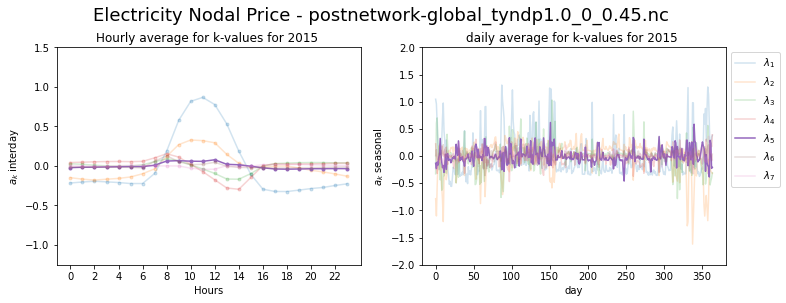 Electricity Nodal Price - postnetwork-global_tyndp1.0_0_0.45.nc
Hourly average for k-values for 2015
1.5
1.0
0.5
0.0
−0.5
−1.0
a_k interday
0 2 4 6 8 10 12 14 16 18 20 22
Hours
daily average for k-values for 2015
2.0
1.5
1.0
0.5
0.0
−0.5
−1.0
−1.5
−2.0
a_k seasonal
0 50 100 150 200 250 300 350
day
λ₁
λ₂
λ₃
λ₄
λ₅
λ₆
λ₇